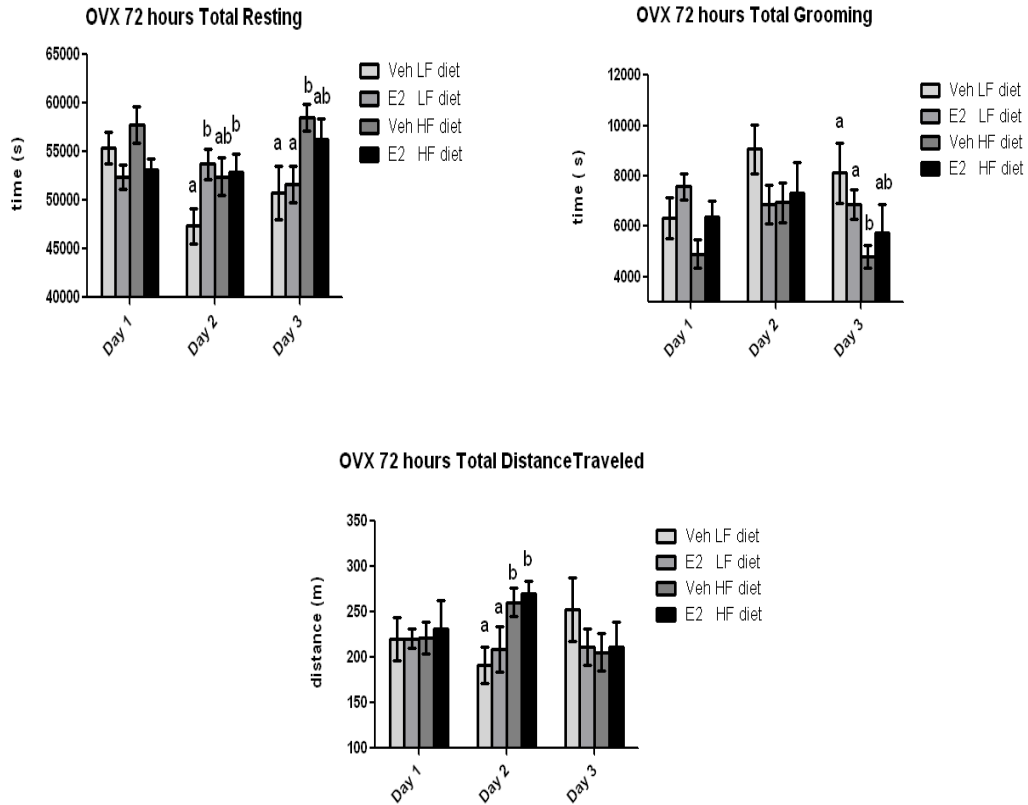 OVX 72 hours Total Resting
65000
60000
55000
50000
45000
40000
time (s)
a
b
ab
b
a
a
b
ab
Day 1
Day 2
Day 3
Veh LF diet
E2 LF diet
Veh HF diet
E2 HF diet
OVX 72 hours Total Grooming
12000
10000
8000
6000
4000
time (s)
a
a
b
ab
Day 1
Day 2
Day 3
Veh LF diet
E2 LF diet
Veh HF diet
E2 HF diet
OVX 72 hours Total DistanceTraveled
350
300
250
200
150
100
distance (m)
a
a
b
b
Day 1
Day 2
Day 3
Veh LF diet
E2 LF diet
Veh HF diet
E2 HF diet